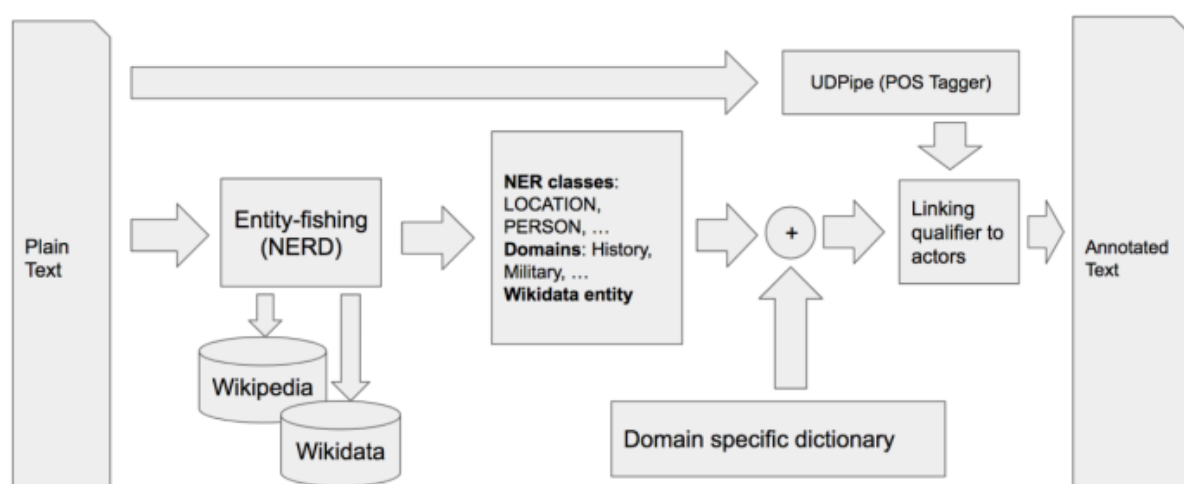 UDPipe (POS Tagger)
Plain
Text
Entity-fishing
(NERD)
NER classes:
LOCATION,
PERSON, ...
Domains: History,
Military, ...
Wikidata entity
+
Linking
qualifier to
actors
Annotated
Text
Wikipedia
Wikidata
Domain specific dictionary